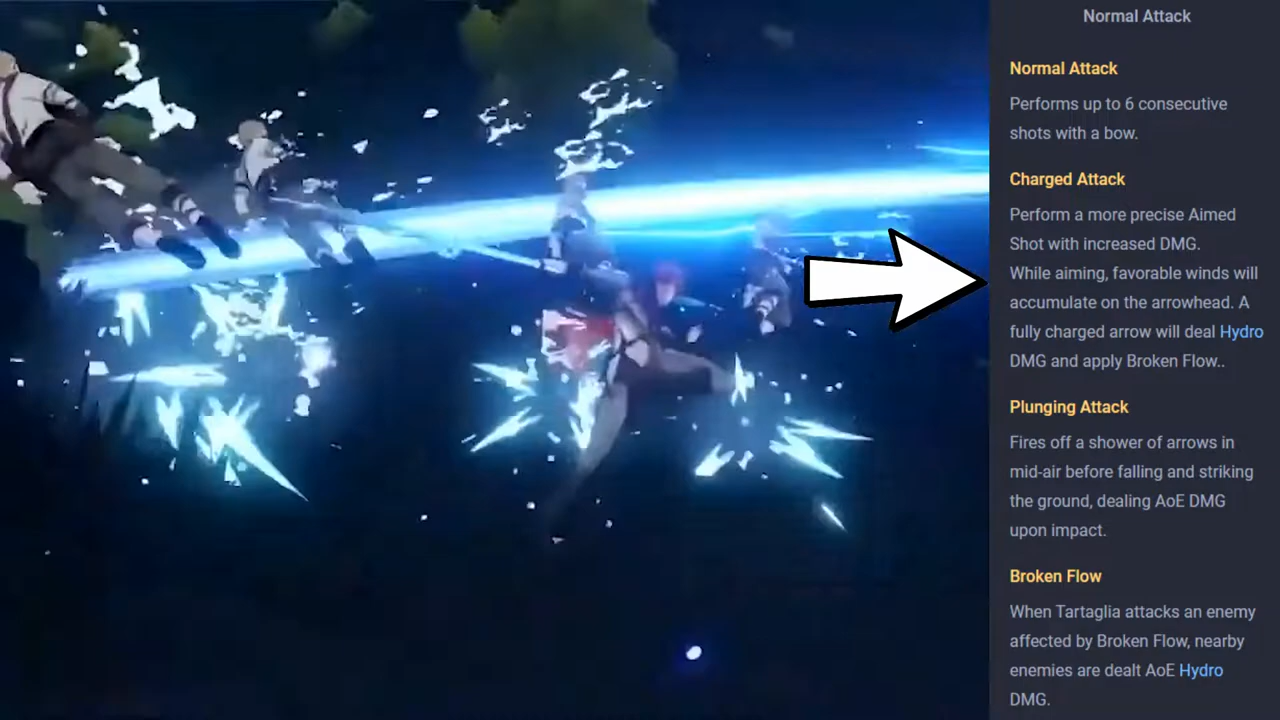 Normal Attack
Normal Attack
Performs up to 6 consecutive
shots with a bow.
Charged Attack
Perform a more precise Aimed
Shot with increased DMG.
While aiming, favorable winds will
accumulate on the arrowhead. A
fully charged arrow will deal Hydro
DMG and apply Broken Flow..
Plunging Attack
Fires off a shower of arrows in
mid-air before falling and striking
the ground, dealing AoE DMG
upon impact.
Broken Flow
When Tartaglia attacks an enemy
affected by Broken Flow, nearby
enemies are dealt AoE Hydro
DMG.